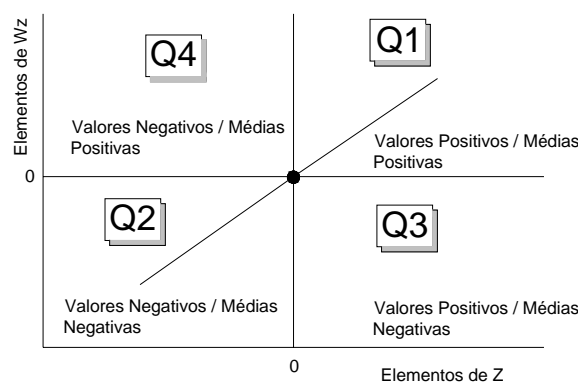 Elementos de Wz
Q4
Q1
Valores Negativos / Médias
Positivas
Valores Positivos / Médias
Positivas
0
Q2
Q3
Valores Negativos / Médias
Negativas
Valores Positivos / Médias
Negativas
0
Elementos de Z